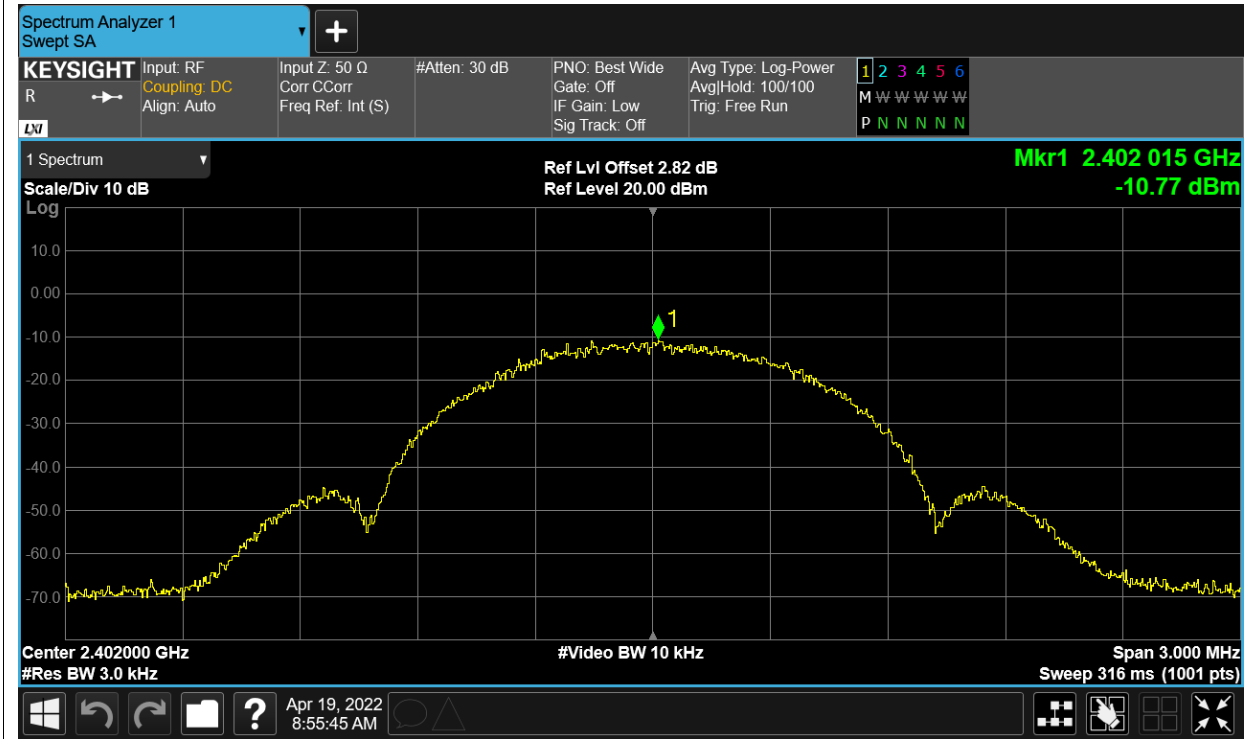 Spectrum Analyzer 1
Swept SA
KEYSIGHT
R
LXI
Input: RF
Coupling: DC
Align: Auto
Input Z: 50 Ω
Corr CCorr
Freq Ref: Int (S)
#Atten: 30 dB
PNO: Best Wide
Gate: Off
IF Gain: Low
Sig Track: Off
Avg Type: Log-Power
Avg|Hold: 100/100
Trig: Free Run
1 2 3 4 5 6
M W W W W W W
P N N N N N N
1 Spectrum
Scale/Div 10 dB
Log
Ref Lvl Offset 2.82 dB
Ref Level 20.00 dBm
Mkr1 2.402 015 GHz
-10.77 dBm
10.0
0.00
1
-10.0
-20.0
-30.0
-40.0
-50.0
-60.0
-70.0
Center 2.402000 GHz
#Video BW 10 kHz
Span 3.000 MHz
#Res BW 3.0 kHz
Sweep 316 ms (1001 pts)
?
Apr 19, 2022
8:55:45 AM